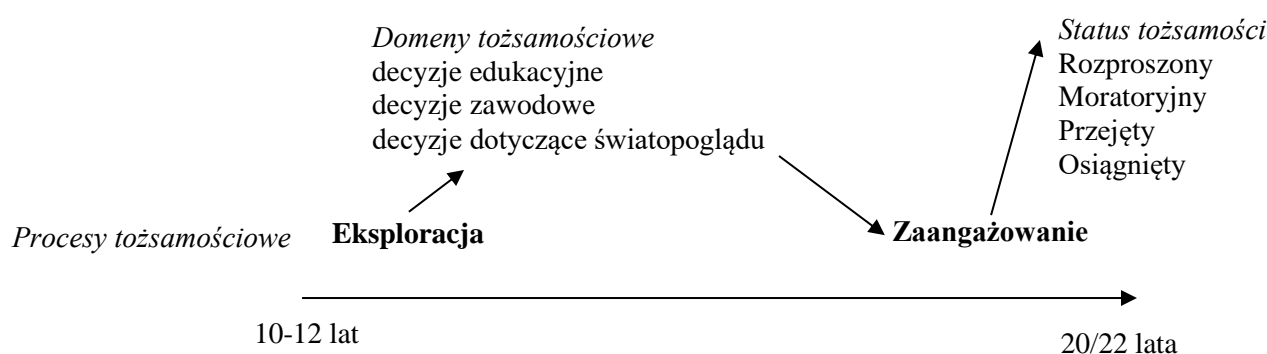 Domeny tożsamościowe
decyzje edukacyjne
decyzje zawodowe
decyzje dotyczące światopoglądu
Status tożsamości
Rozproszony
Moratoryjny
Przejęty
Osiągnięty
Procesy tożsamościowe
Eksploracja
Zaangażowanie
10-12 lat
20/22 lata